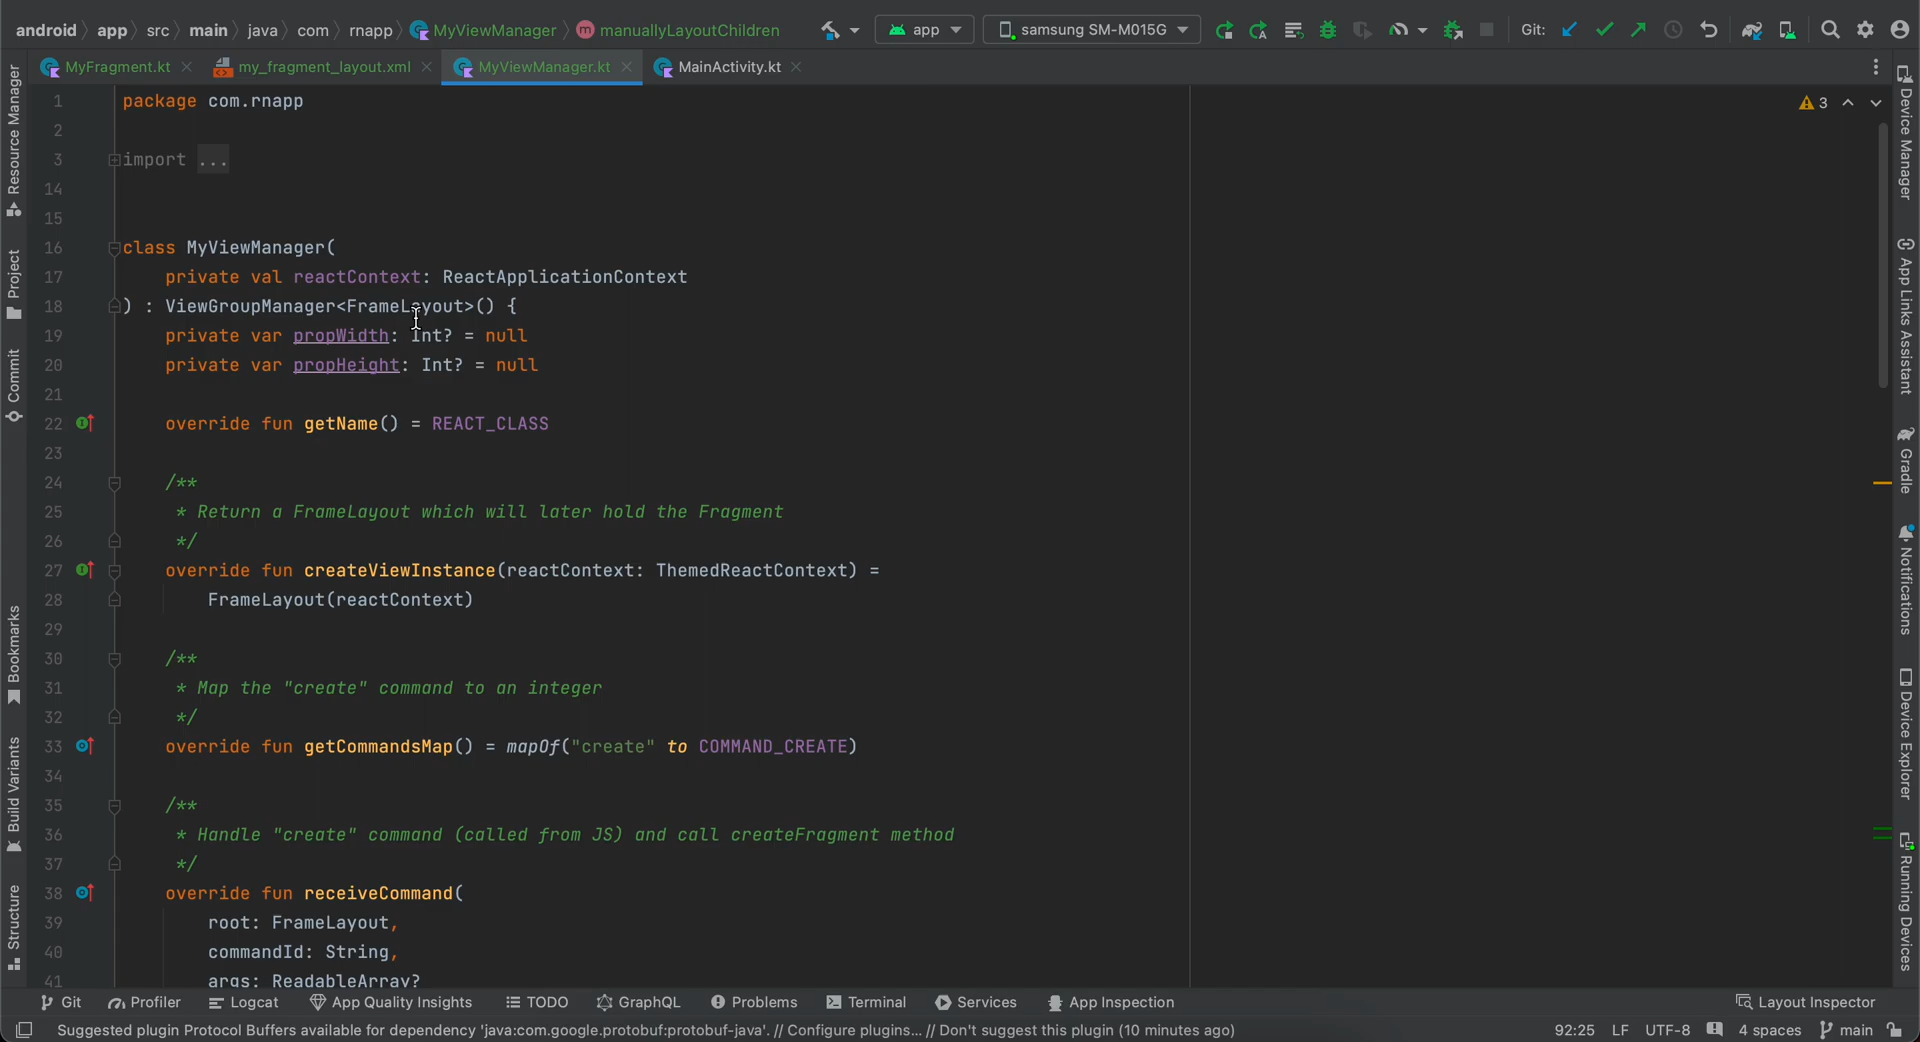 android app src main java com rnapp MyViewManager manuallyLayoutChildren app samsung SM-M015G Git:
MyFragment.kt my_fragment_layout.xml MyViewManager.kt MainActivity.kt
Resource Manager
Project
Commit
Bookmarks
Build Variants
Structure
1 package com.rnapp
2
3 import ...
14
15
16 class MyViewManager(
17 private val reactContext: ReactApplicationContext
18 ) : ViewGroupManager<FrameLayout>() {
19 private var propWidth: Int? = null
20 private var propHeight: Int? = null
21
22 override fun getName() = REACT_CLASS
23
24 /**
25 * Return a FrameLayout which will later hold the Fragment
26 */
27 override fun createViewInstance(reactContext: ThemedReactContext) =
28 FrameLayout(reactContext)
29
30 /**
31 * Map the "create" command to an integer
32 */
33 override fun getCommandsMap() = mapOf("create" to COMMAND_CREATE)
34
35 /**
36 * Handle "create" command (called from JS) and call createFragment method
37 */
38 override fun receiveCommand(
39 root: FrameLayout,
40 commandId: String,
41 args: ReadableArray?
3
Device Manager
App Links Assistant
Gradle
Notifications
Device Explorer
Running Devices
Git Profiler Logcat App Quality Insights TODO GraphQL Problems Terminal Services App Inspection Layout Inspector
Suggested plugin Protocol Buffers available for dependency 'java:com.google.protobuf:protobuf-java'. // Configure plugins... // Don't suggest this plugin (10 minutes ago) 92:25 LF UTF-8 4 spaces main